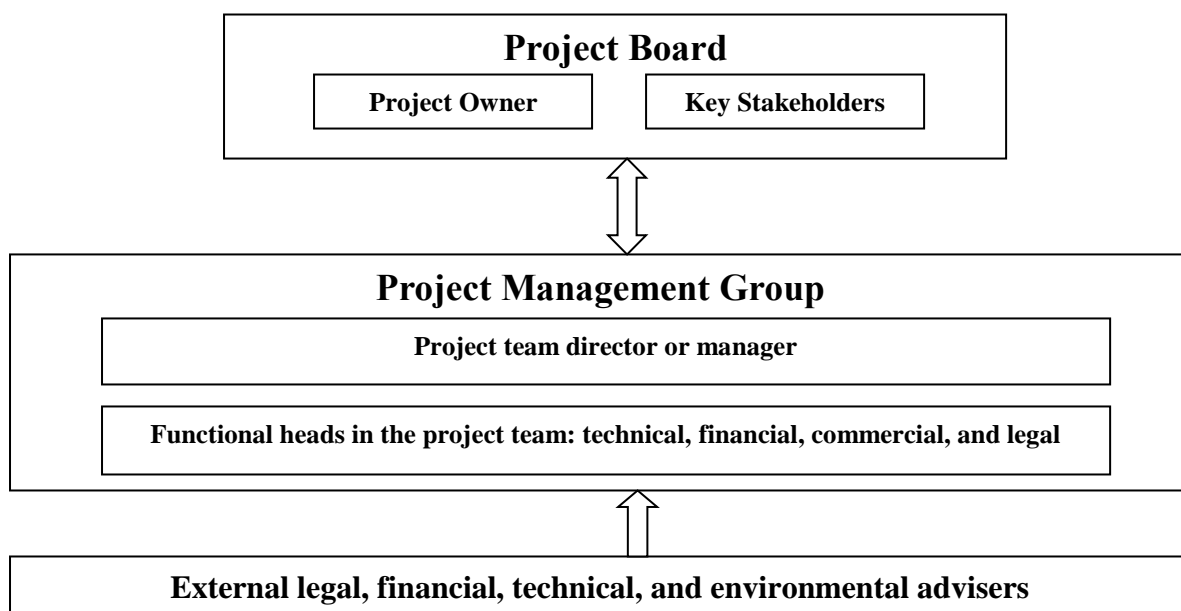 Project Board
Project Owner
Key Stakeholders
Project Management Group
Project team director or manager
Functional heads in the project team: technical, financial, commercial, and legal
External legal, financial, technical, and environmental advisers